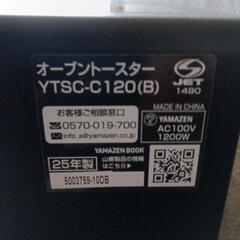 オーブントースター
YTSC-C120(B)
JET
1490
お客様ご相談窓口
0570-019-700
info_e@yamazen.co.jp
MADE IN CHINA
YAMAZEN
AC100V
1200W
25年製
YAMAZEN BOOK
山善製品の情報
はこちら▶
5003759-10DB